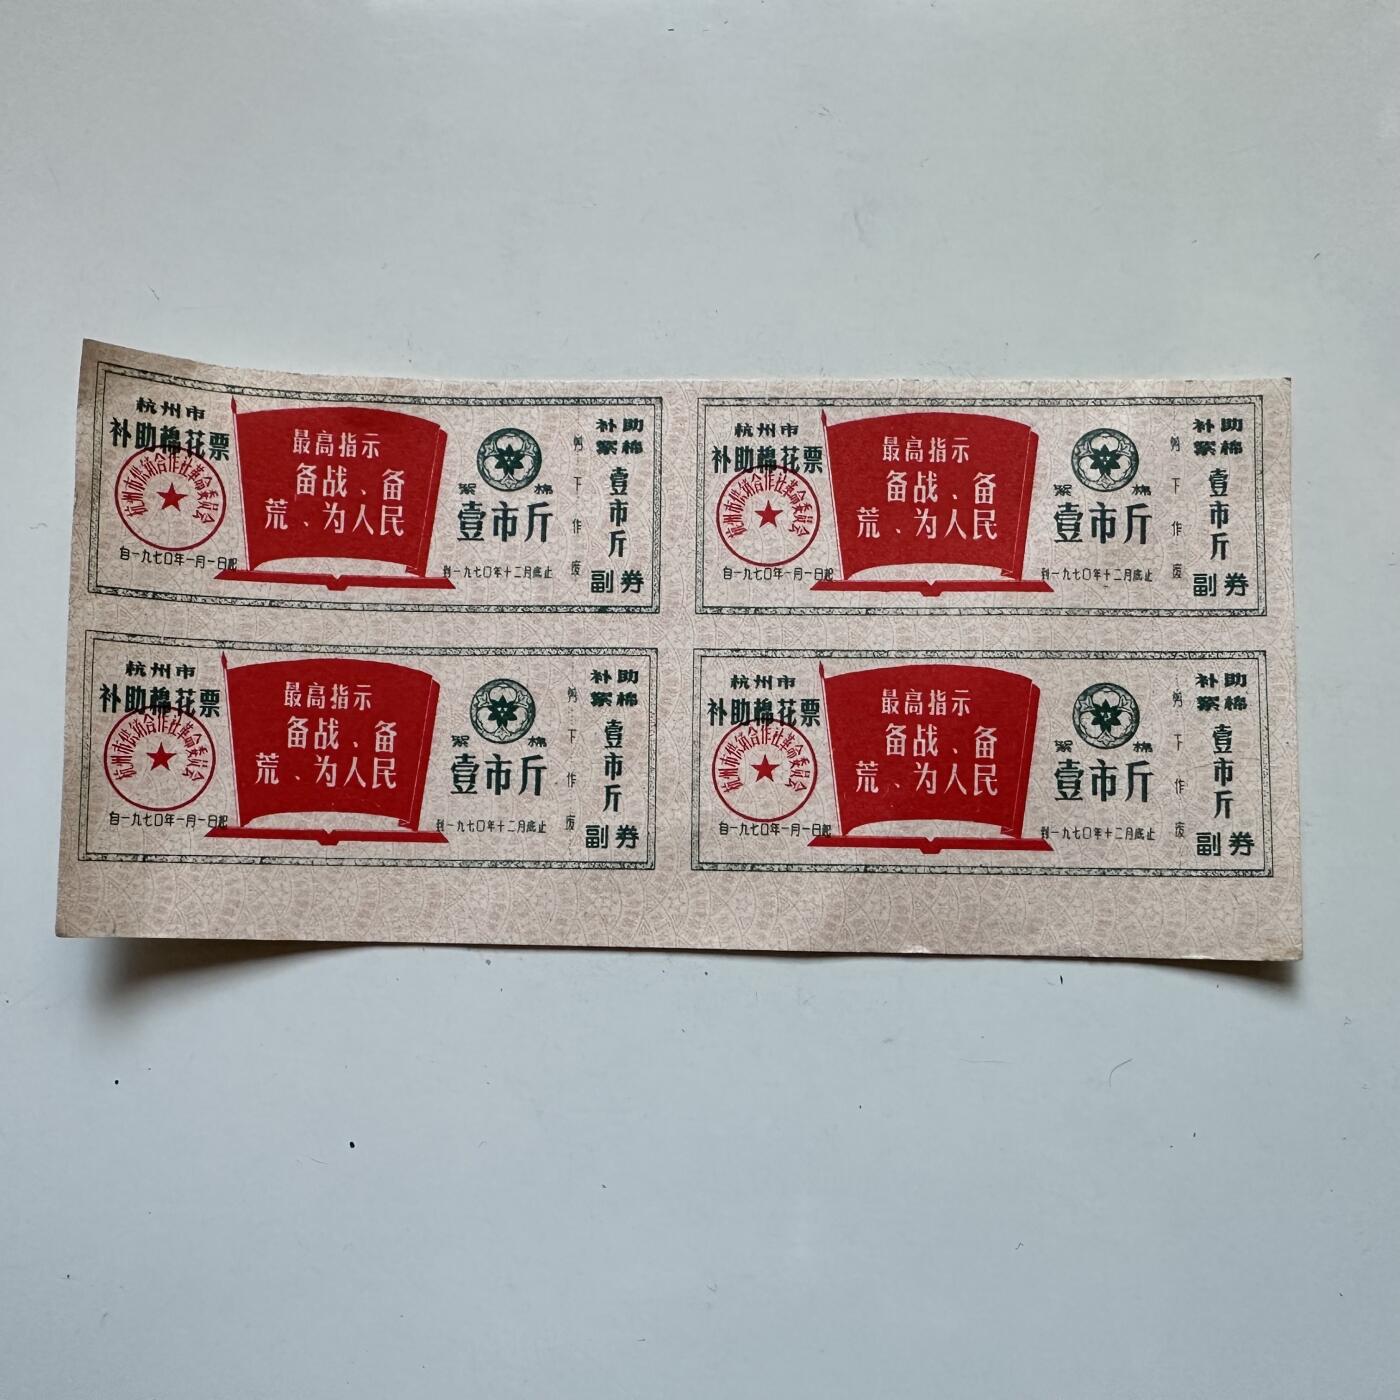 杭州市
补助棉花票
杭州市供销合作社革命委员会
自一九七〇年一月一日起
最高指示
备战、备
荒、为人民
絮棉
壹市斤
到一九七〇年十二月底止
剪下作废
补助
絮棉
壹市斤
副券
杭州市
补助棉花票
杭州市供销合作社革命委员会
自一九七〇年一月一日起
最高指示
备战、备
荒、为人民
絮棉
壹市斤
到一九七〇年十二月底止
剪下作废
补助
絮棉
壹市斤
副券
杭州市
补助棉花票
杭州市供销合作社革命委员会
自一九七〇年一月一日起
最高指示
备战、备
荒、为人民
絮棉
壹市斤
到一九七〇年十二月底止
剪下作废
补助
絮棉
壹市斤
副券
杭州市
补助棉花票
杭州市供销合作社革命委员会
自一九七〇年一月一日起
最高指示
备战、备
荒、为人民
絮棉
壹市斤
到一九七〇年十二月底止
剪下作废
补助
絮棉
壹市斤
副券